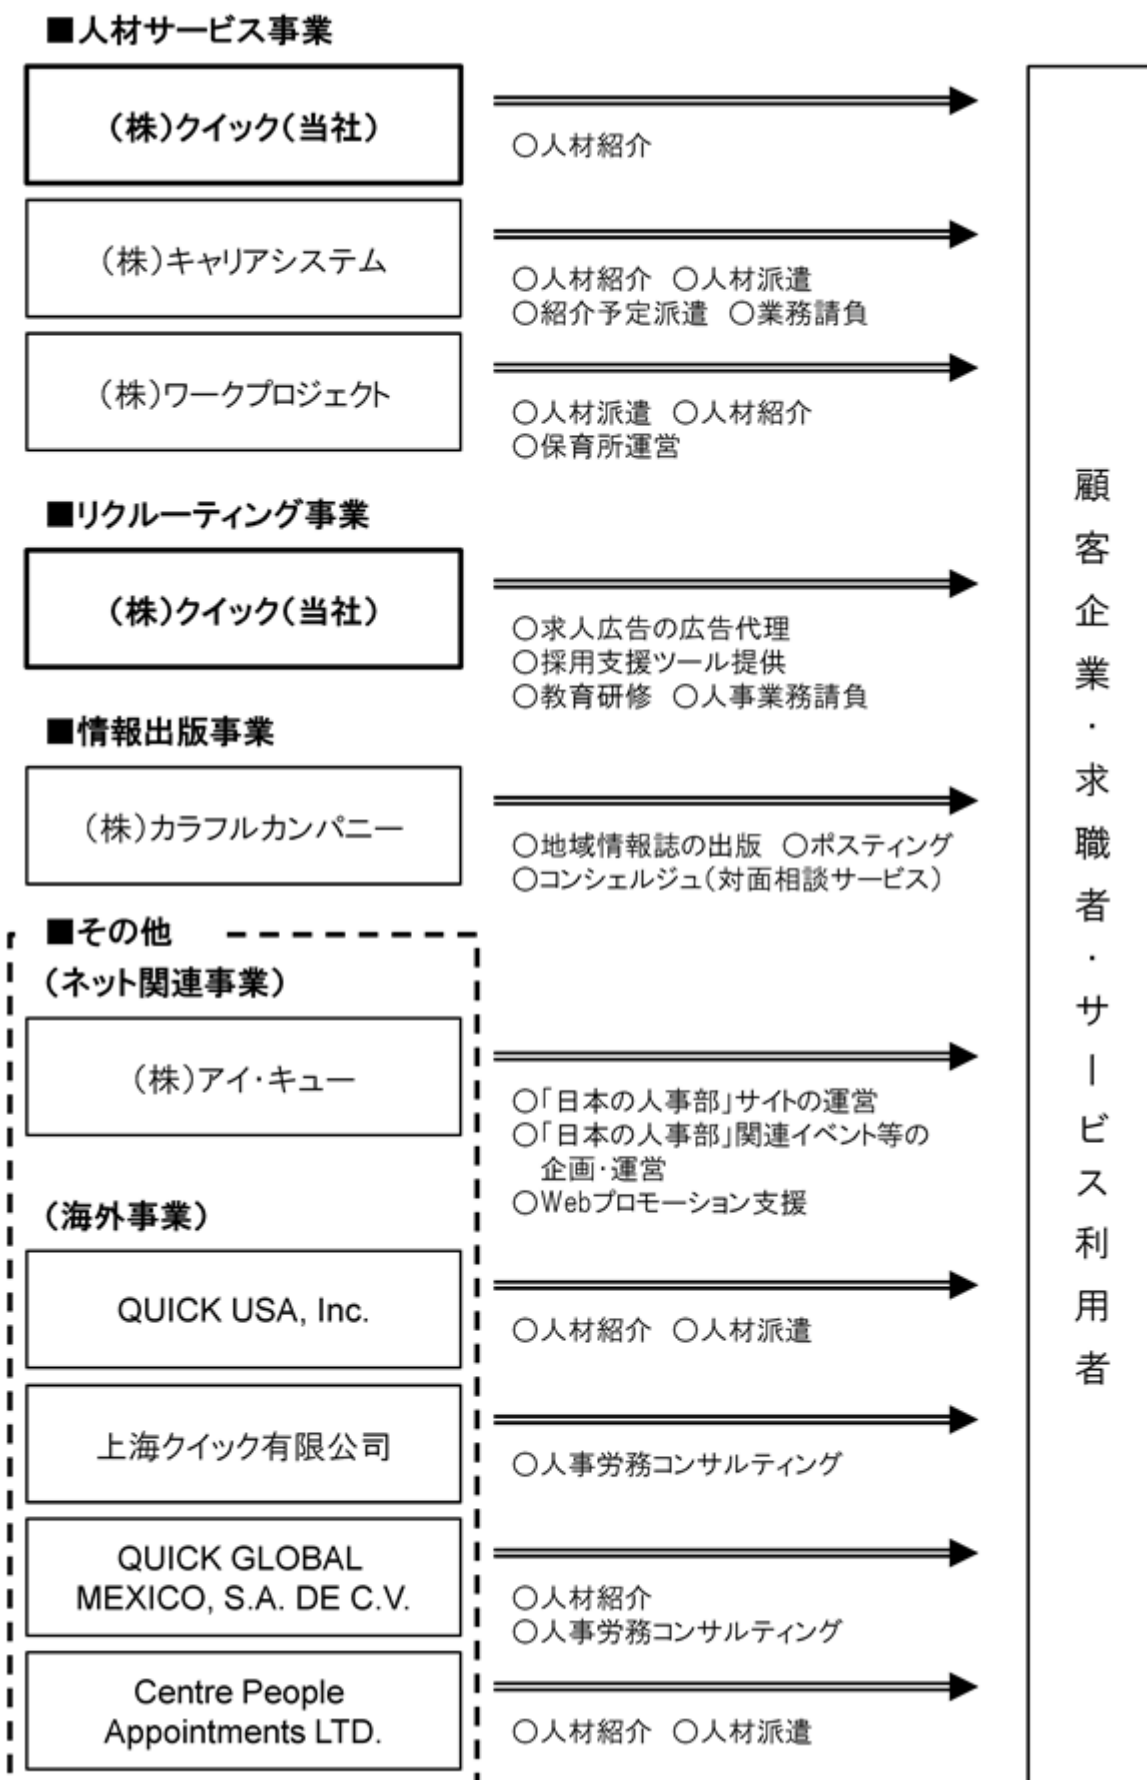 ■人材サービス事業
(株)クイック(当社)
○人材紹介
(株)キャリアシステム
○人材紹介 ○人材派遣
○紹介予定派遣 ○業務請負
(株)ワークプロジェクト
○人材派遣 ○人材紹介
○保育所運営
■リクルーティング事業
(株)クイック(当社)
○求人広告の広告代理
○採用支援ツール提供
○教育研修 ○人事業務請負
■情報出版事業
(株)カラフルカンパニー
○地域情報誌の出版 ○ポスティング
○コンシェルジュ(対面相談サービス)
■その他
(ネット関連事業)
(株)アイ・キュー
○「日本の人事部」サイトの運営
○「日本の人事部」関連イベント等の
企画・運営
○Webプロモーション支援
(海外事業)
QUICK USA, Inc.
○人材紹介 ○人材派遣
上海クイック有限公司
○人事労務コンサルティング
QUICK GLOBAL
MEXICO, S.A. DE C.V.
○人材紹介
○人事労務コンサルティング
Centre People
Appointments LTD.
○人材紹介 ○人材派遣
顧客企業・求職者・サービス利用者